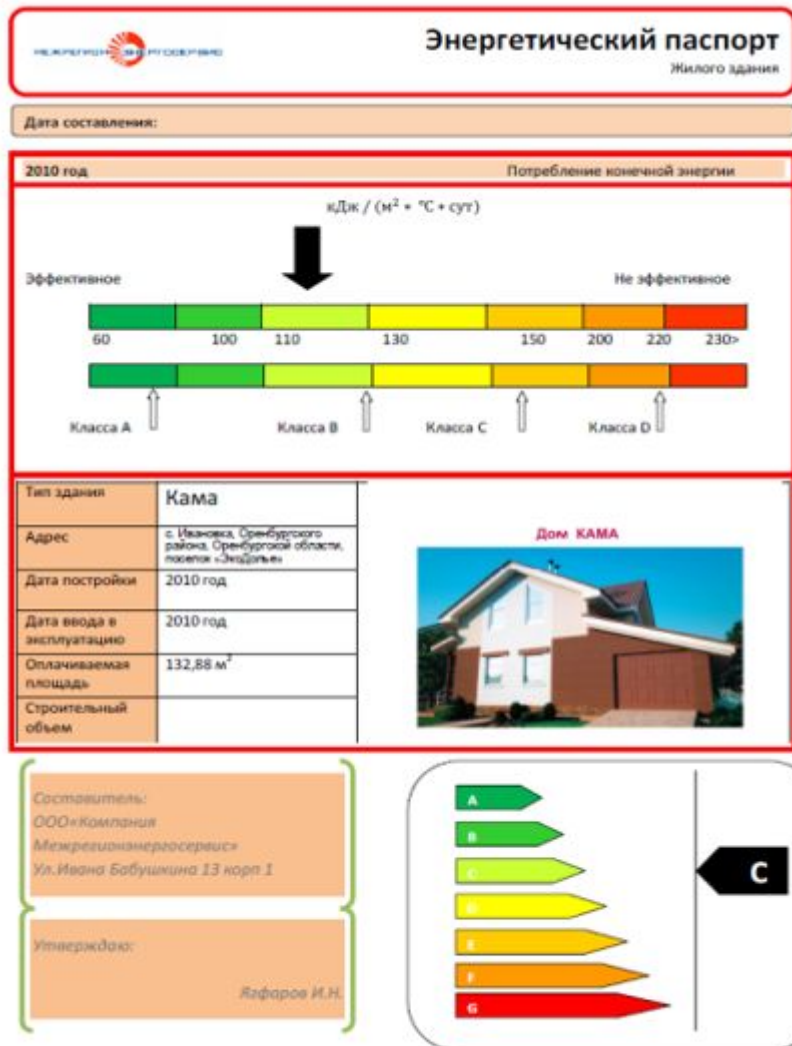 МЕЖРЕГИОНЭНЕРГОСЕРВИС
Энергетический паспорт
Жилого здания
Дата составления:
2010 год Потребление конечной энергии
кДж / (м² * °С * сут)
Эффективное Не эффективное
60 100 110 130 150 200 220 230>
Класса А Класса В Класса С Класса D
Тип здания Кама
Адрес с. Ивановка, Оренбургского
района, Оренбургской области,
поселок «ЭкоДолье»
Дата постройки 2010 год
Дата ввода в
эксплуатацию 2010 год
Оплачиваемая
площадь 132,88 м²
Строительный
объем
Дом КАМА
Составитель:
ООО«Компания
Межрегионэнергосервис»
Ул.Ивана Бабушкина 13 корп 1
Утверждаю:
Ягфаров И.Н.
A
B
C
D
E
F
G
C